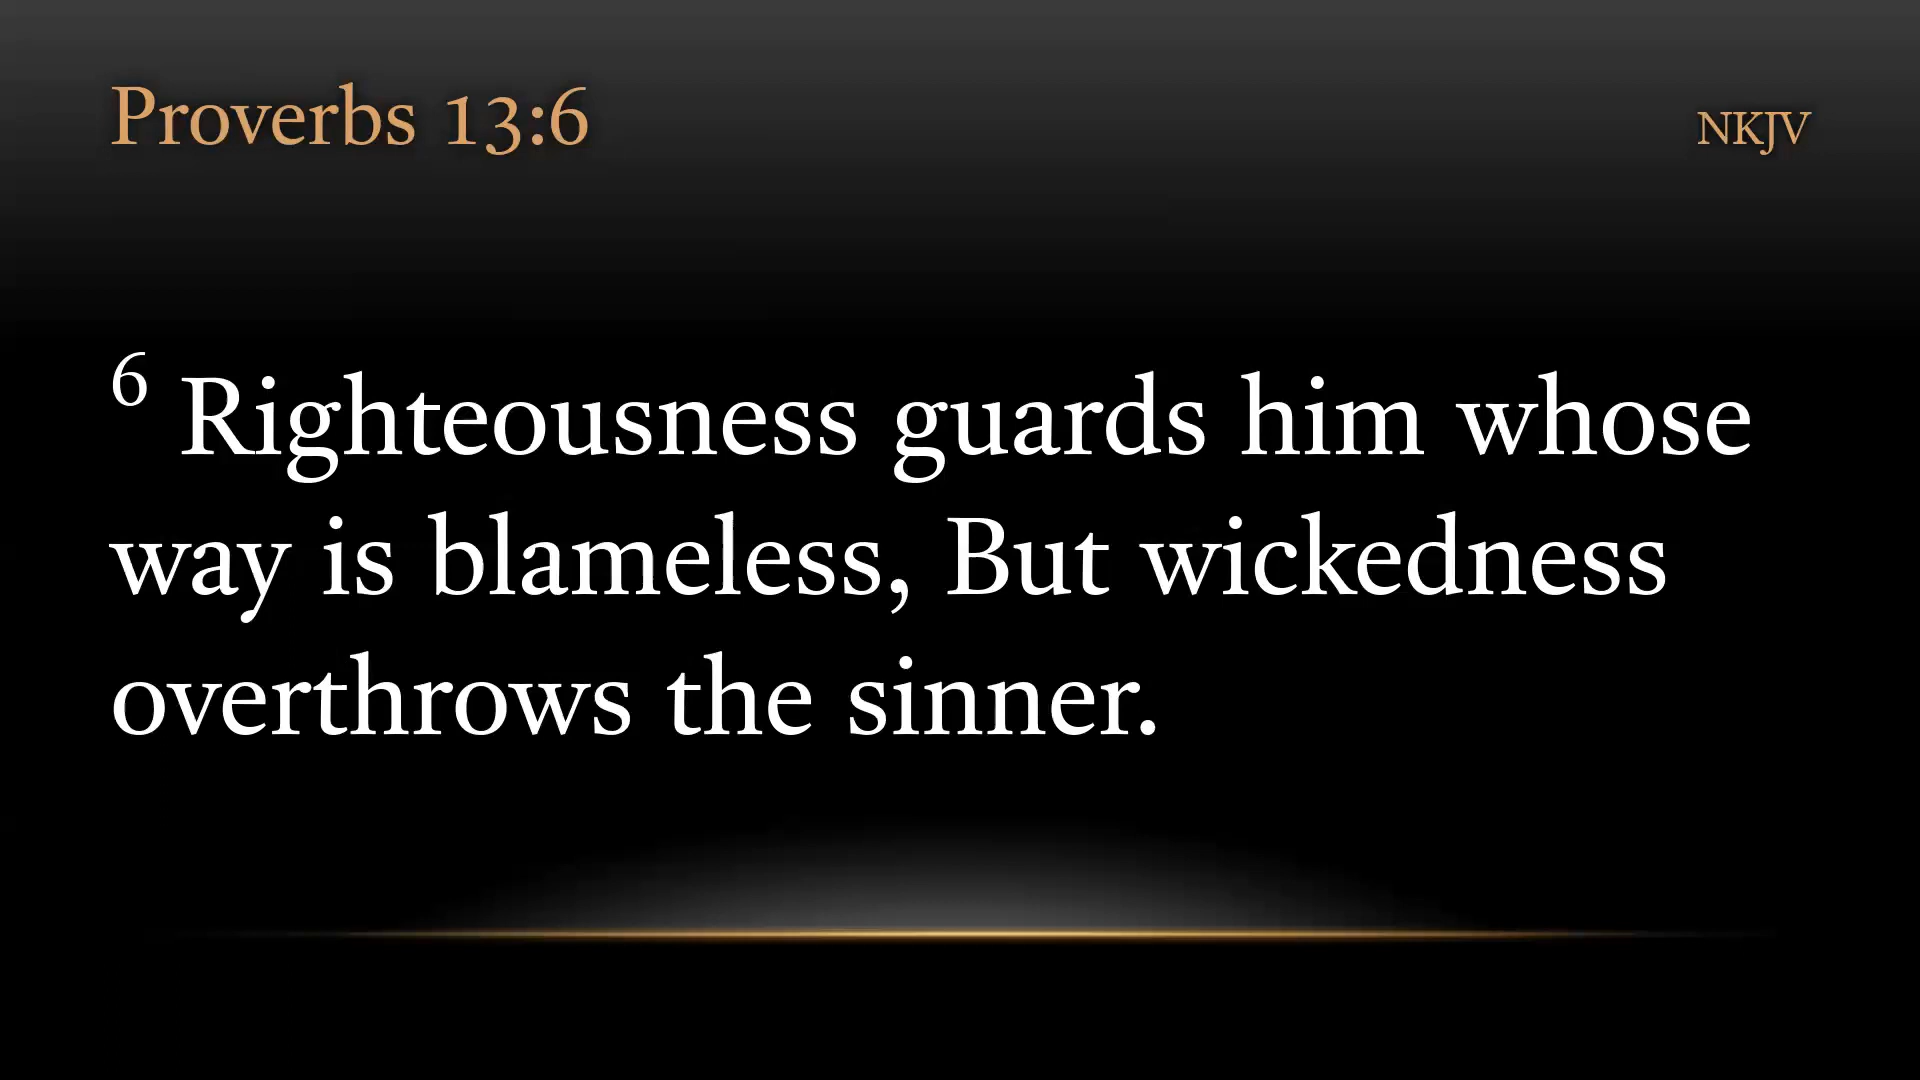 Proverbs 13:6
NKJV
6 Righteousness guards him whose
way is blameless, But wickedness
overthrows the sinner.